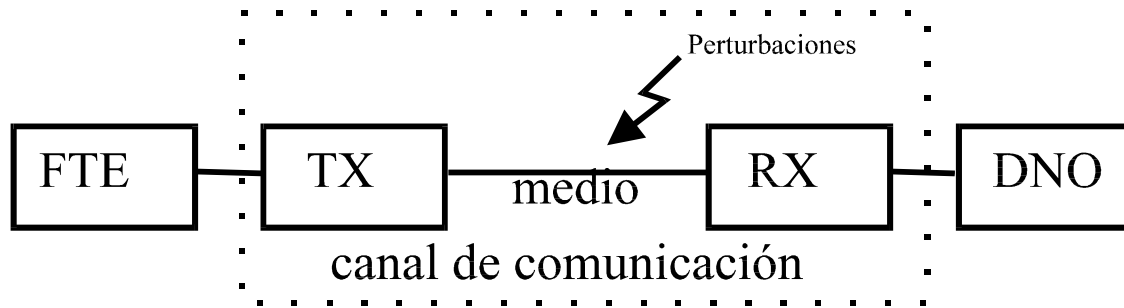 Perturbaciones
FTE
TX
medio
RX
DNO
canal de comunicación